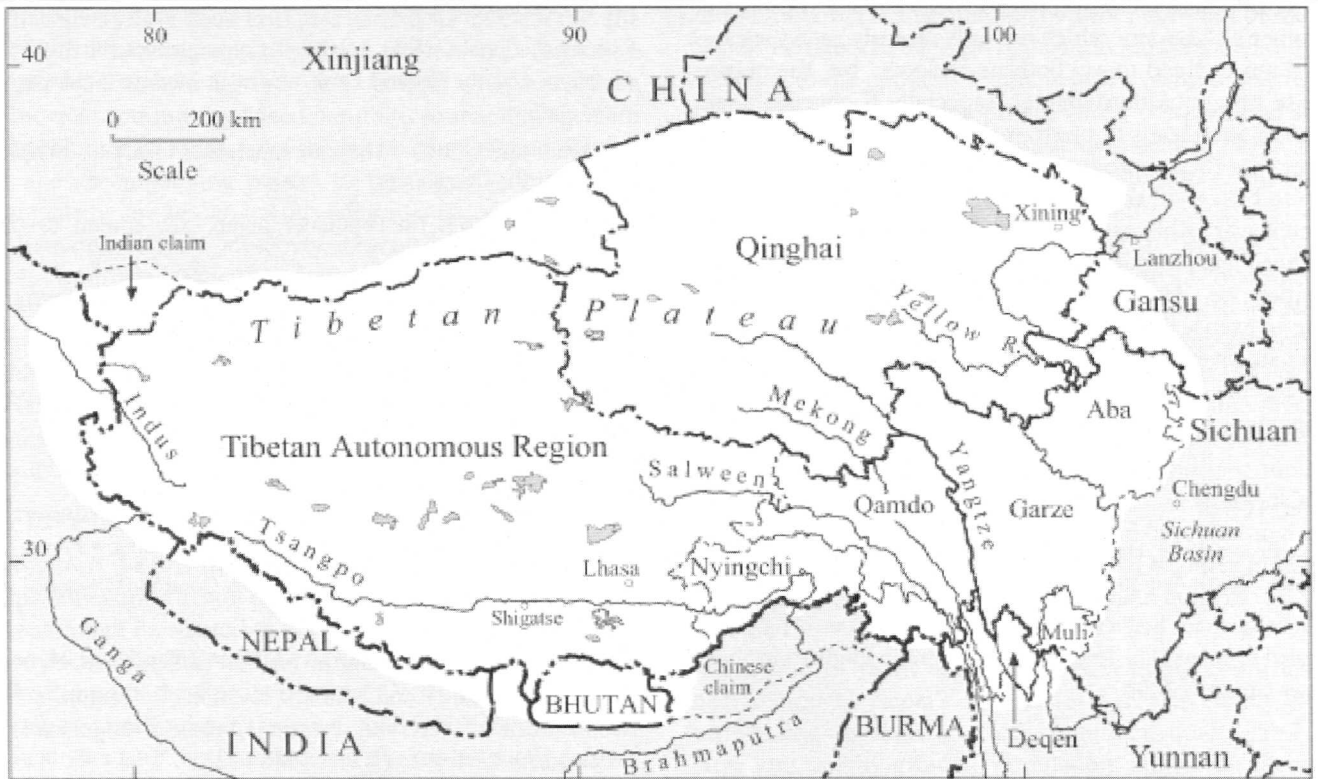 80
90
100
40
Xinjiang
CHINA
0 200 km
Scale
Xining
Indian claim
Qinghai
Lanzhou
Gansu
Tibetan Plateau
Yellow R.
Indus
Mekong
Aba
Sichuan
Tibetan Autonomous Region
Salween
Yangtze
Qamdo
Garze
Chengdu
Sichuan
Basin
Tsangpo
30
Lhasa
Nyingchi
Shigatse
Muli
Ganga
NEPAL
Chinese
claim
BHUTAN
BURMA
Deqen
INDIA
Brahmaputra
Yunnan